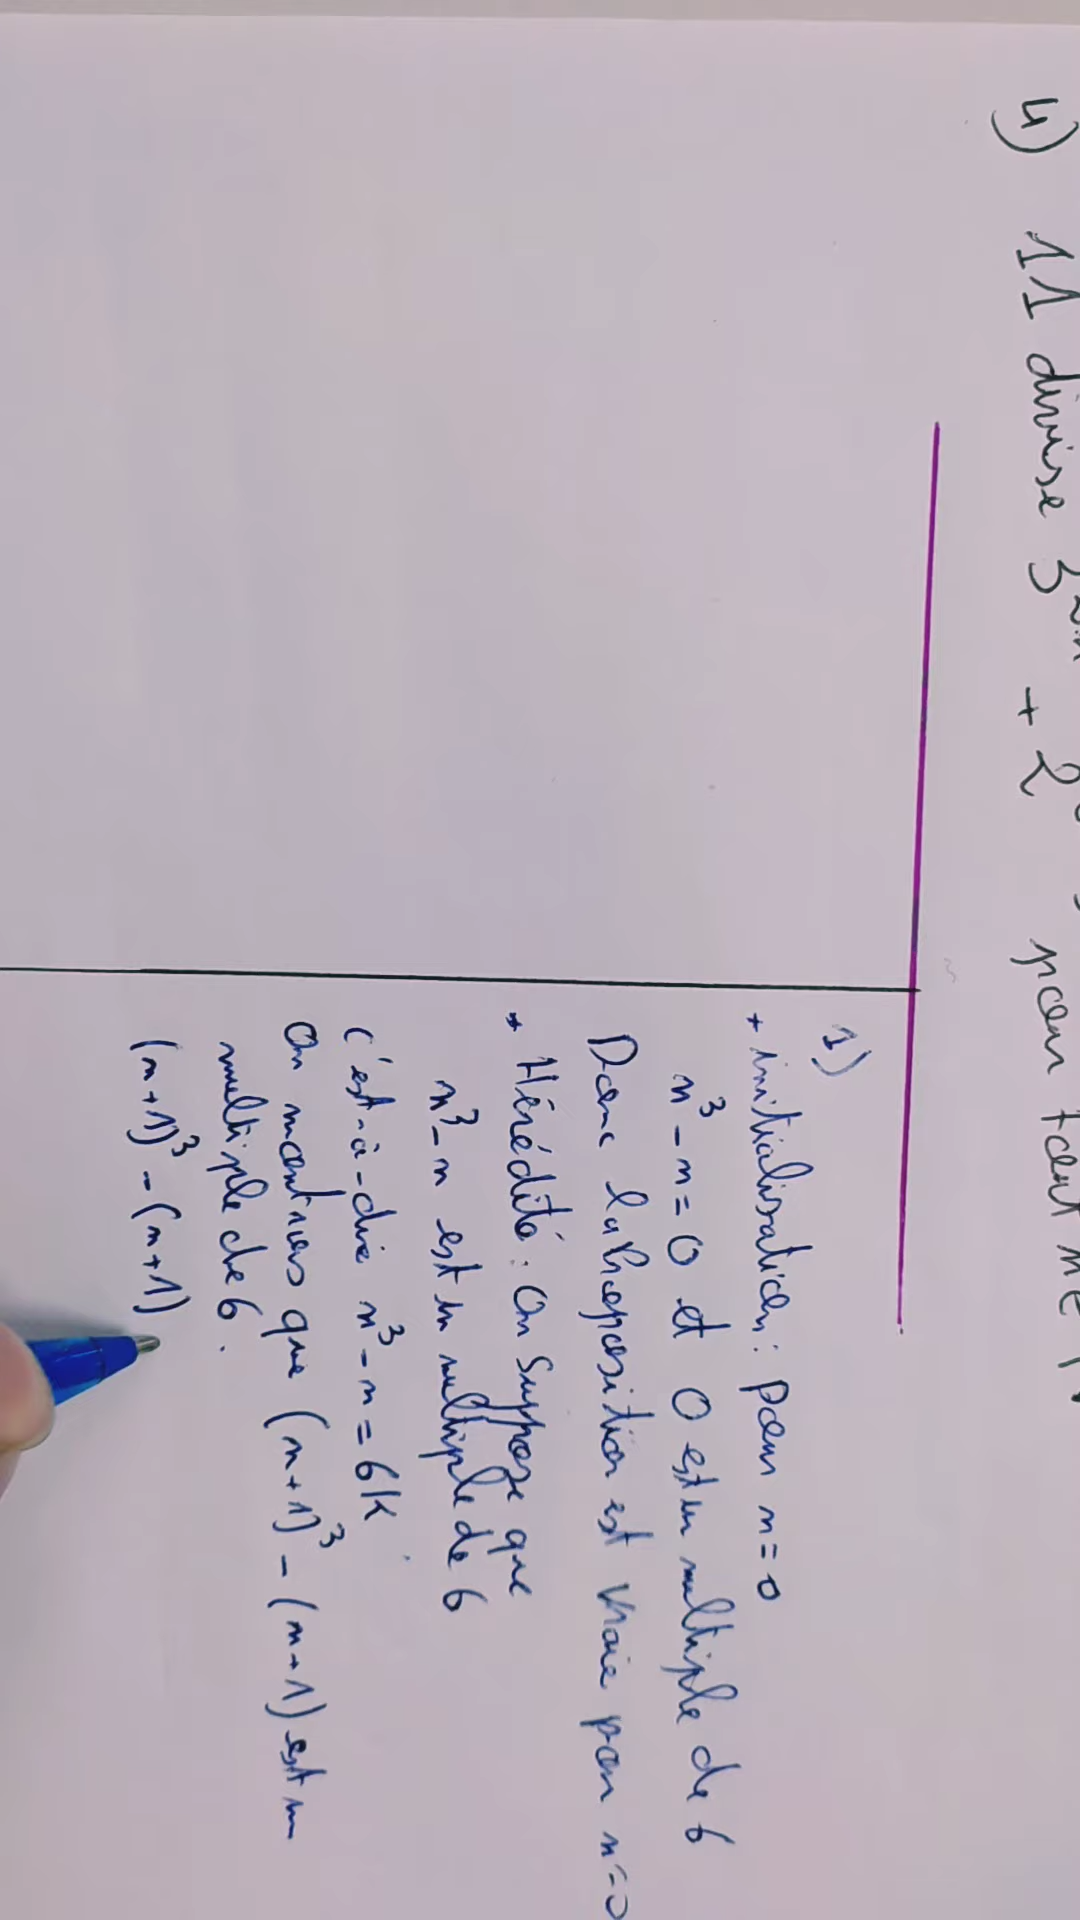 4) 11 divise 3²ⁿ + 2 pour tout n ∈
1)
+ initialisation : pour n=0
n³-n=0 et 0 est un multiple de 6
Donc la Proposition est vraie pour n=0
+ Hérédité : On Suppose que
n³-n est un multiple de 6
c'est-à-dire n³-n=6k
On montrons que (n+1)³-(n+1) est un
multiple de 6.
(n+1)³-(n+1)